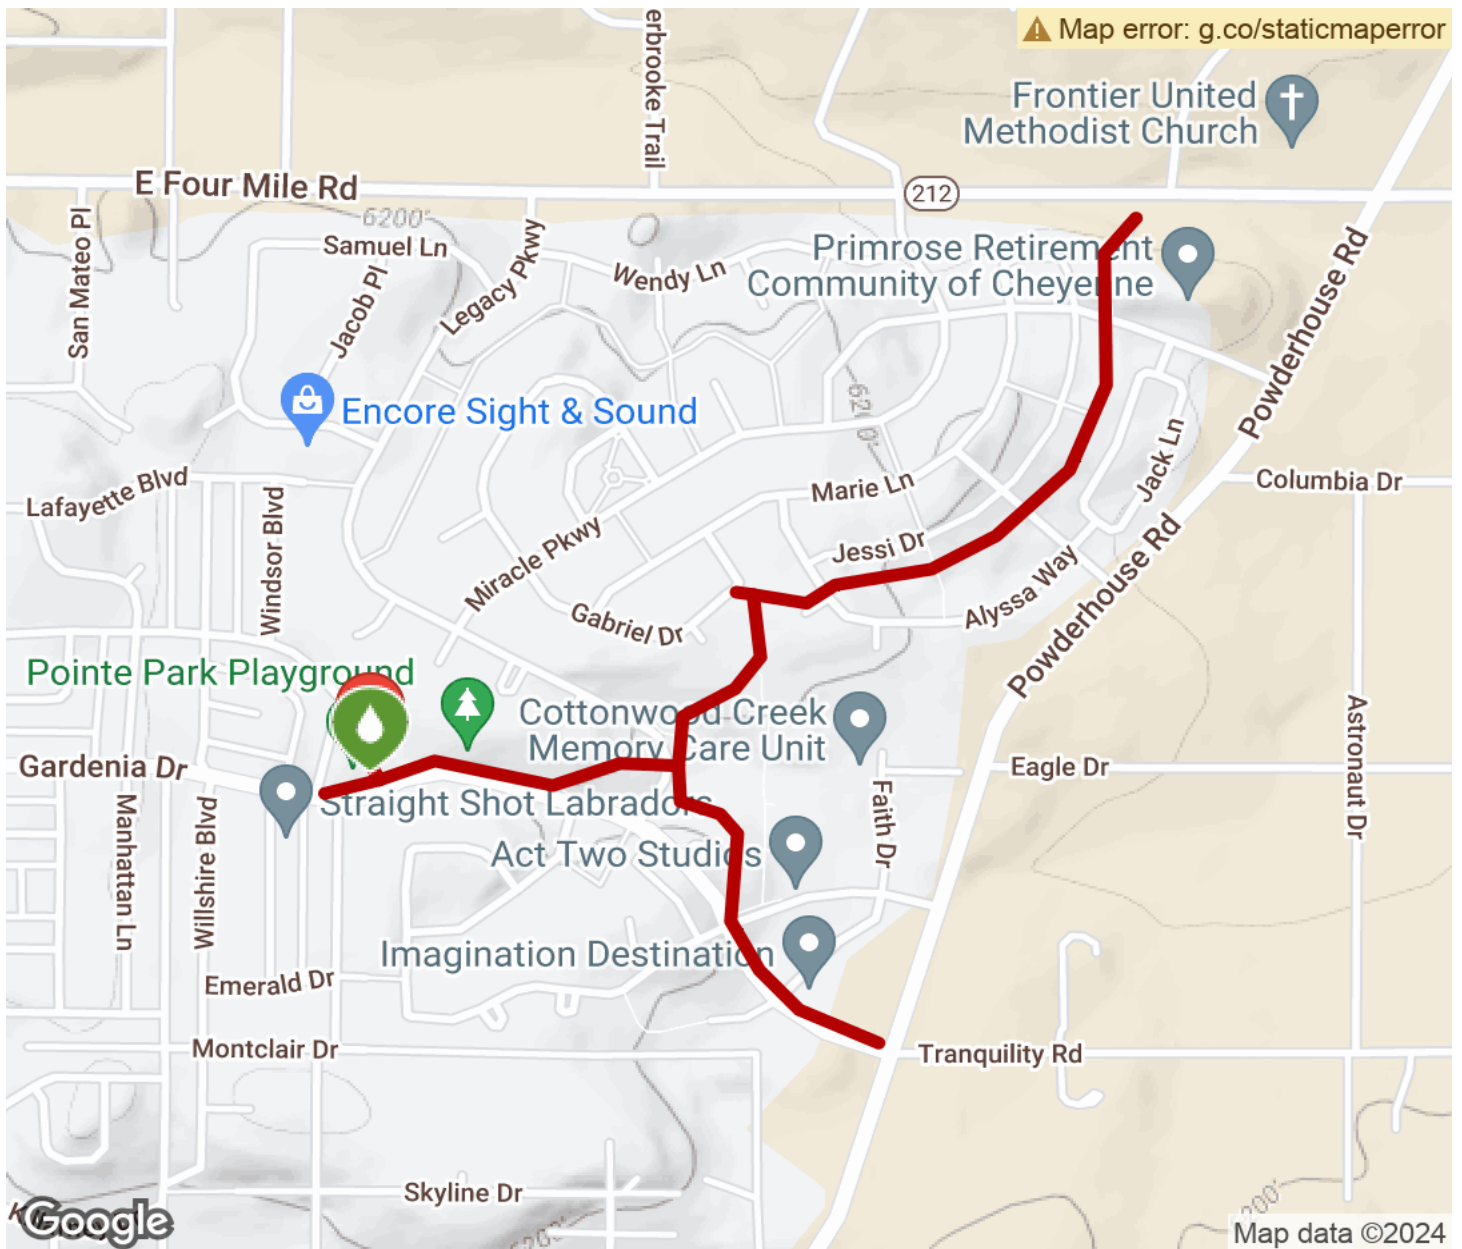 Map error: g.co/staticmaperror
erbrooke Trail
Frontier United
Methodist Church
E Four Mile Rd
212
San Mateo Pl
6200'
Samuel Ln
Jacob Pl
Legacy Pkwy
Wendy Ln
Primrose Retirement
Community of Cheyenne
Powderhouse Rd
Encore Sight & Sound
Lafayette Blvd
Windsor Blvd
Marie Ln
Jack Ln
Columbia Dr
Miracle Pkwy
Jessi Dr
Alyssa Way
Powderhouse Rd
Gabriel Dr
Pointe Park Playground
Cottonwood Creek
Memory Care Unit
Gardenia Dr
Eagle Dr
Astronaut Dr
Manhattan Ln
Willshire Blvd
Straight Shot Labradors
Faith Dr
Act Two Studios
Imagination Destination
Emerald Dr
Montclair Dr
Tranquility Rd
Skyline Dr
6200'
Google
Map data ©2024